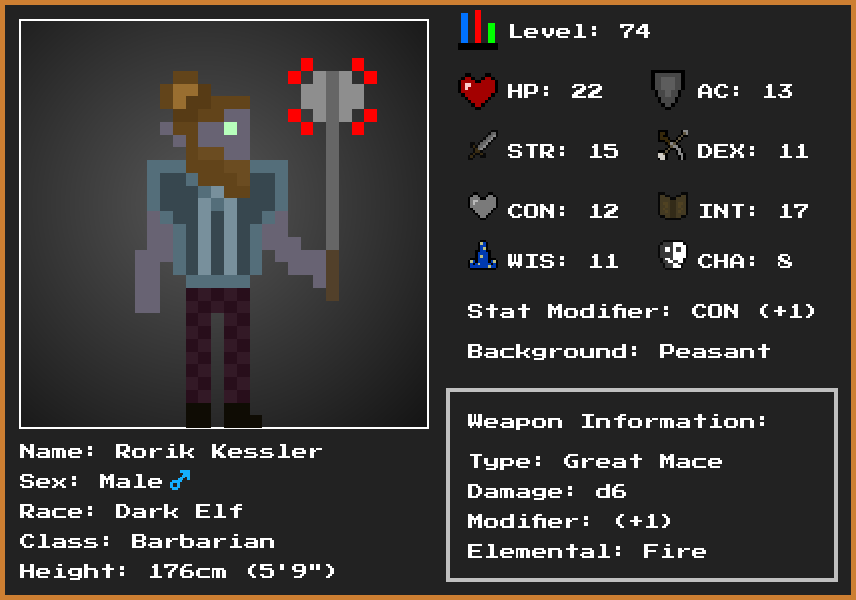 Level: 74
HP: 22 AC: 13
STR: 15 DEX: 11
CON: 12 INT: 17
WIS: 11 CHA: 8
Stat Modifier: CON (+1)
Background: Peasant
Weapon Information:
Type: Great Mace
Damage: d6
Modifier: (+1)
Elemental: Fire
Name: Rorik Kessler
Sex: Male♂
Race: Dark Elf
Class: Barbarian
Height: 176cm (5'9")